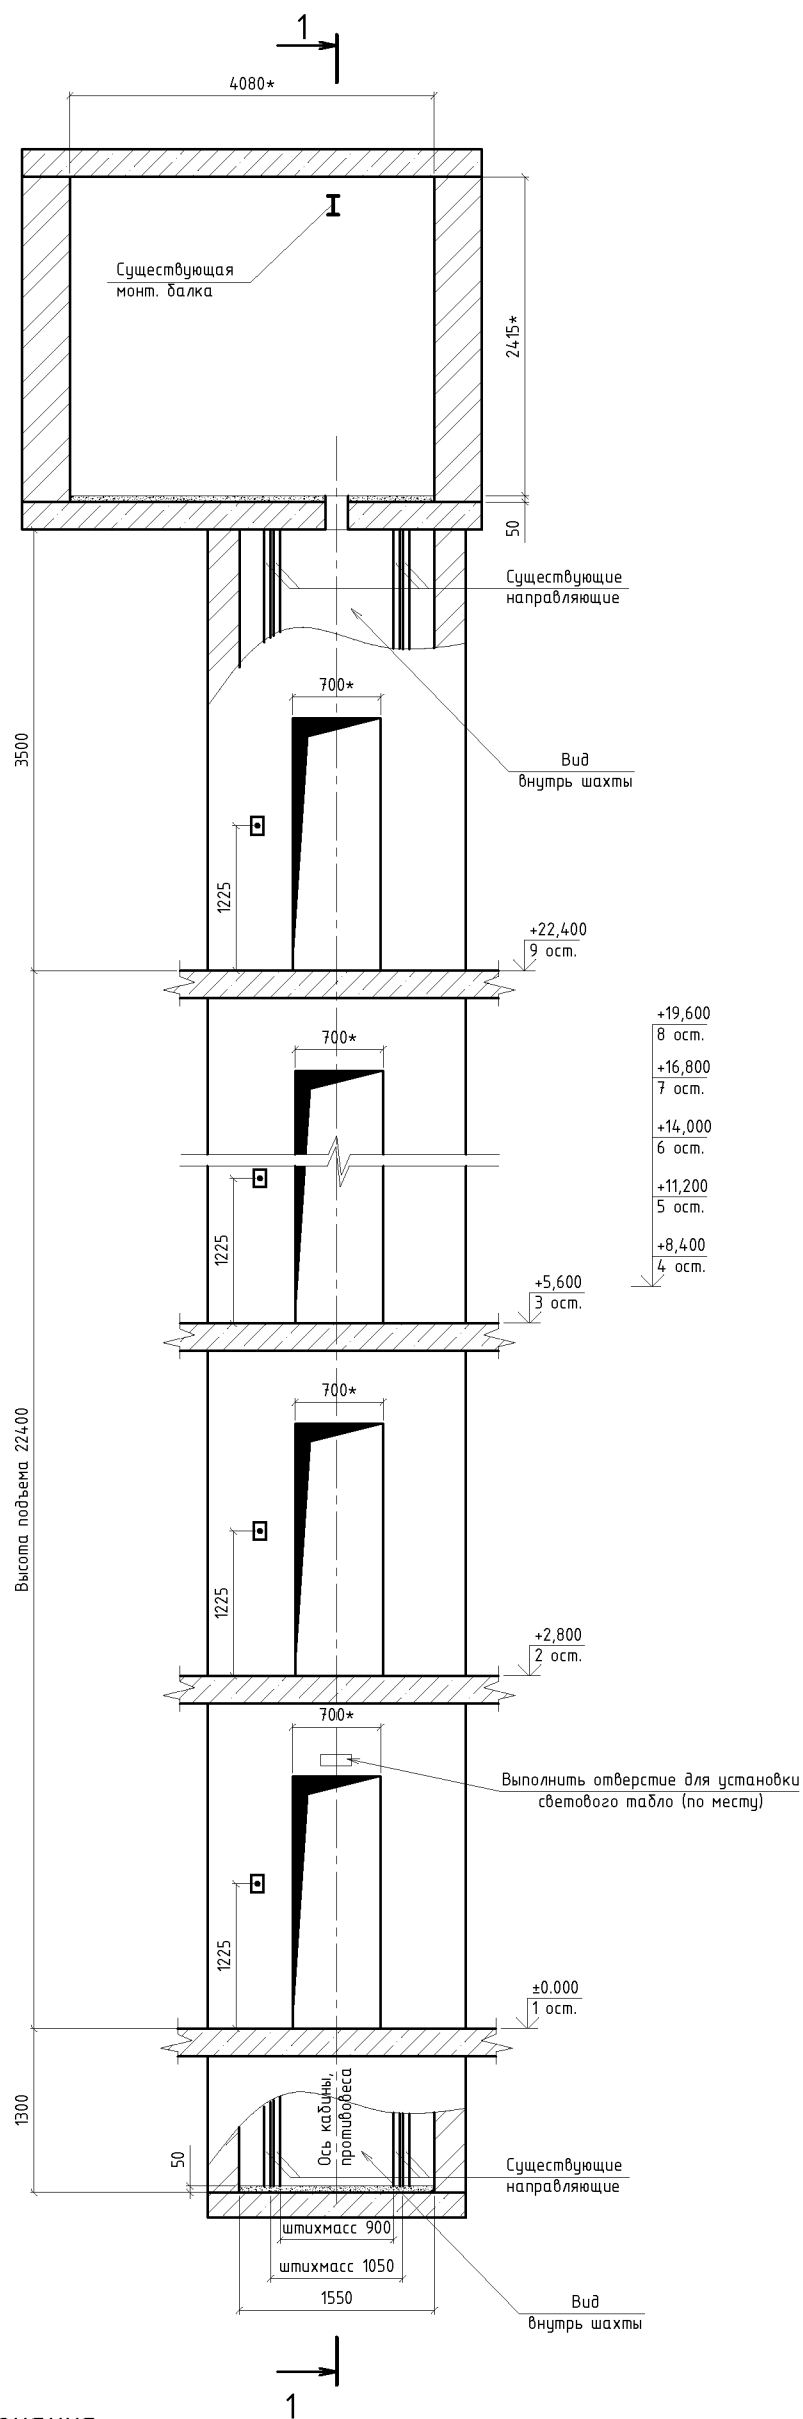 1
4080*
Существующая
монт. балка
2415*
50
Существующие
направляющие
700*
3500
Вид
внутрь шахты
1225
+22,400
9 ост.
+19,600
8 ост.
700*
+16,800
7 ост.
+14,000
6 ост.
+11,200
5 ост.
1225
+8,400
4 ост.
+5,600
3 ост.
700*
Высота подъема 22400
1225
+2,800
2 ост.
700*
Выполнить отверстие для установки
светового табло (по месту)
1225
±0.000
1 ост.
1300
Ось кабины,
противовеса
50
Существующие
направляющие
штихмасс 900
штихмасс 1050
1550
Вид
внутрь шахты
1